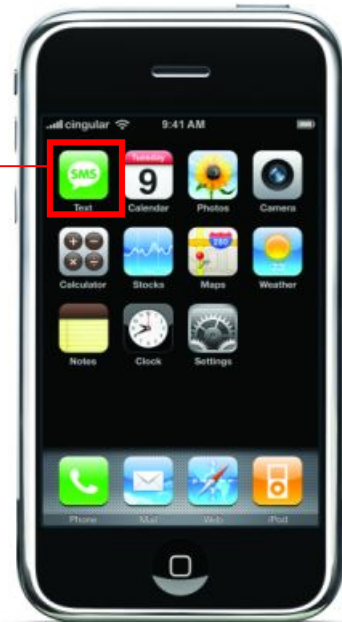 cingular 9:41 AM
SMS Tuesday 9 280
Text Calendar Photos Camera
Calculator Stocks Maps Weather
Notes Clock Settings
Phone Mail Web iPod